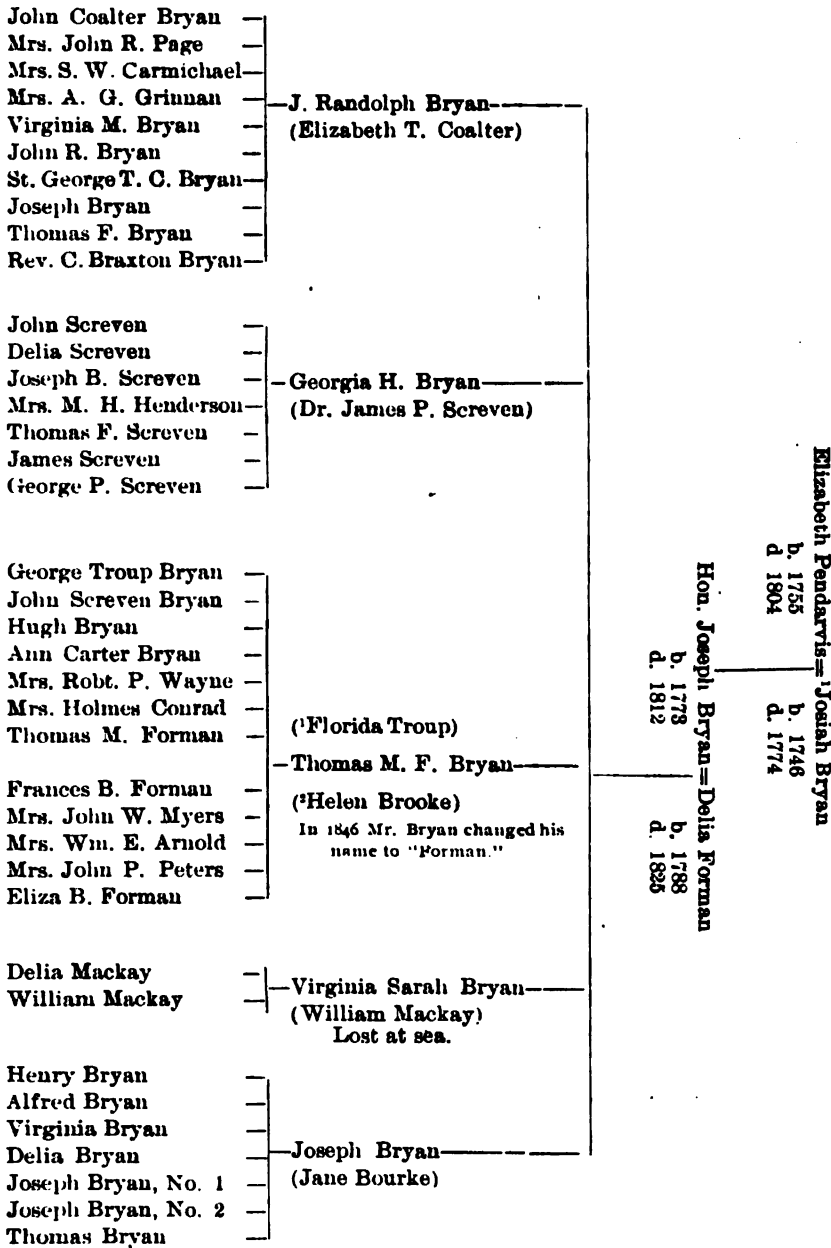 John Coalter Bryan
Mrs. John R. Page
Mrs. S. W. Carmichael
Mrs. A. G. Grinnan
Virginia M. Bryan
John R. Bryan
St. George T. C. Bryan
Joseph Bryan
Thomas F. Bryan
Rev. C. Braxton Bryan
J. Randolph Bryan
(Elizabeth T. Coalter)
John Screven
Delia Screven
Joseph B. Screven
Mrs. M. H. Henderson
Thomas F. Screven
James Screven
George P. Screven
Georgia H. Bryan
(Dr. James P. Screven)
George Troup Bryan
John Screven Bryan
Hugh Bryan
Ann Carter Bryan
Mrs. Robt. P. Wayne
Mrs. Holmes Conrad
Thomas M. Forman
Frances B. Forman
Mrs. John W. Myers
Mrs. Wm. E. Arnold
Mrs. John P. Peters
Eliza B. Forman
(¹Florida Troup)
Thomas M. F. Bryan
(²Helen Brooke)
In 1846 Mr. Bryan changed his
name to "Forman."
Delia Mackay
William Mackay
Virginia Sarah Bryan
(William Mackay)
Lost at sea.
Henry Bryan
Alfred Bryan
Virginia Bryan
Delia Bryan
Joseph Bryan, No. 1
Joseph Bryan, No. 2
Thomas Bryan
Joseph Bryan
(Jane Bourke)
Hon. Joseph Bryan=Delia Forman
b. 1773 b. 1788
d. 1812 d. 1825
Elizabeth Pendarvis=¹Josiah Bryan
b. 1755 b. 1746
d 1804 d. 1774